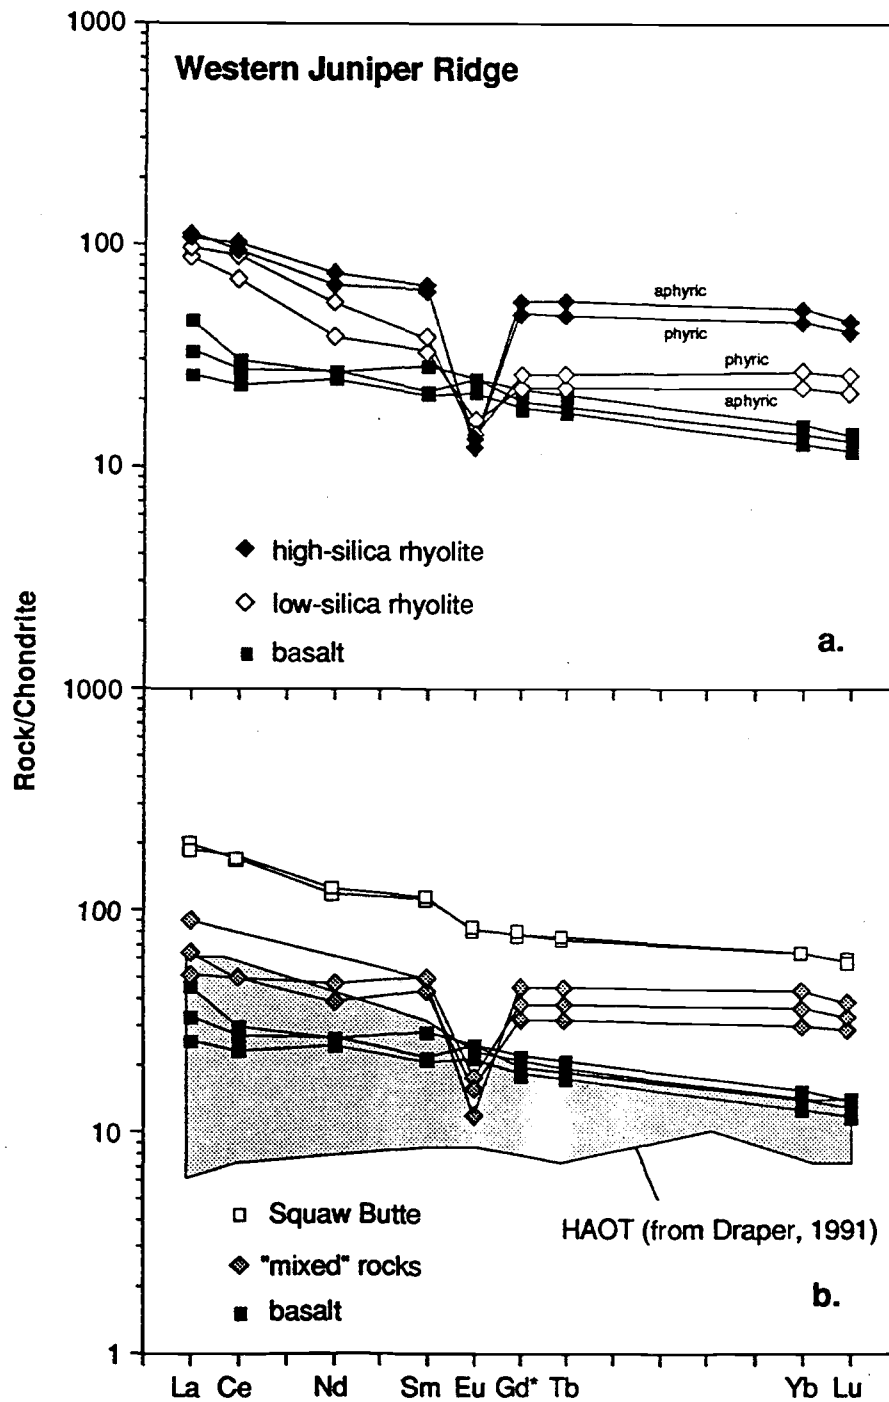 1000
Western Juniper Ridge
100
aphyric
phyric
phyric
aphyric
10
high-silica rhyolite
low-silica rhyolite
basalt
a.
Rock/Chondrite
1000
100
10
Squaw Butte
HAOT (from Draper, 1991)
"mixed" rocks
basalt
b.
1
La Ce Nd Sm Eu Gd* Tb Yb Lu